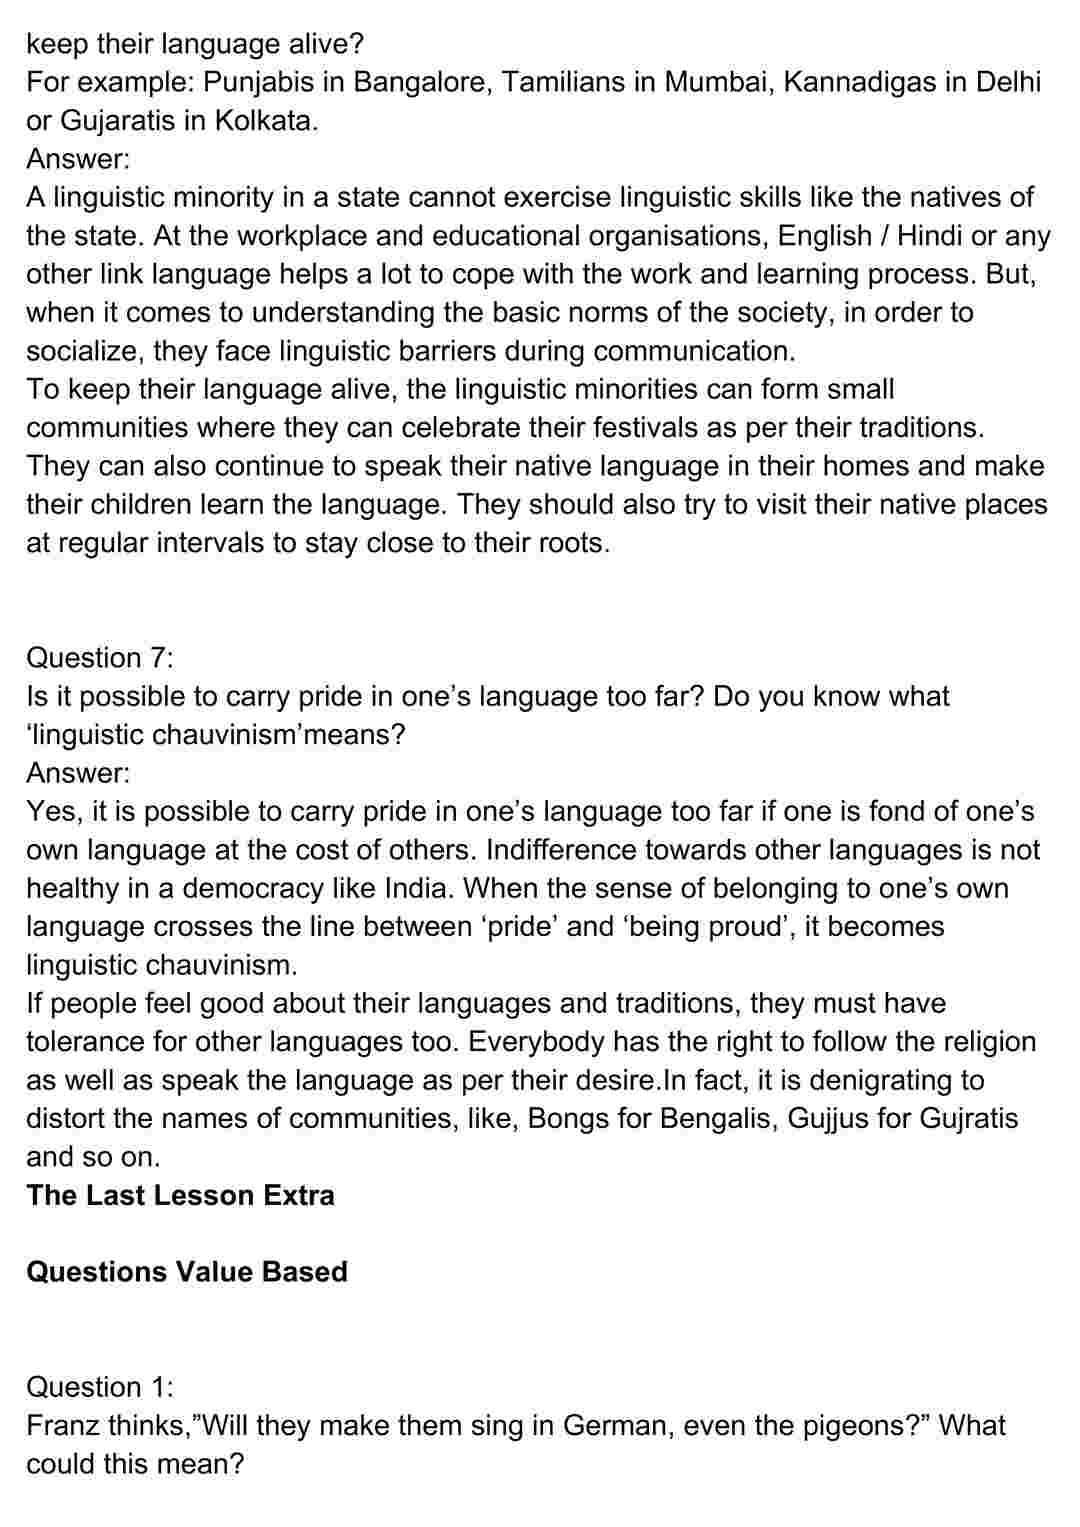 keep their language alive?
For example: Punjabis in Bangalore, Tamilians in Mumbai, Kannadigas in Delhi
or Gujaratis in Kolkata.
Answer:
A linguistic minority in a state cannot exercise linguistic skills like the natives of
the state. At the workplace and educational organisations, English / Hindi or any
other link language helps a lot to cope with the work and learning process. But,
when it comes to understanding the basic norms of the society, in order to
socialize, they face linguistic barriers during communication.
To keep their language alive, the linguistic minorities can form small
communities where they can celebrate their festivals as per their traditions.
They can also continue to speak their native language in their homes and make
their children learn the language. They should also try to visit their native places
at regular intervals to stay close to their roots.
Question 7:
Is it possible to carry pride in one’s language too far? Do you know what
‘linguistic chauvinism’means?
Answer:
Yes, it is possible to carry pride in one’s language too far if one is fond of one’s
own language at the cost of others. Indifference towards other languages is not
healthy in a democracy like India. When the sense of belonging to one’s own
language crosses the line between ‘pride’ and ‘being proud’, it becomes
linguistic chauvinism.
If people feel good about their languages and traditions, they must have
tolerance for other languages too. Everybody has the right to follow the religion
as well as speak the language as per their desire.In fact, it is denigrating to
distort the names of communities, like, Bongs for Bengalis, Gujjus for Gujratis
and so on.
The Last Lesson Extra
Questions Value Based
Question 1:
Franz thinks,”Will they make them sing in German, even the pigeons?” What
could this mean?